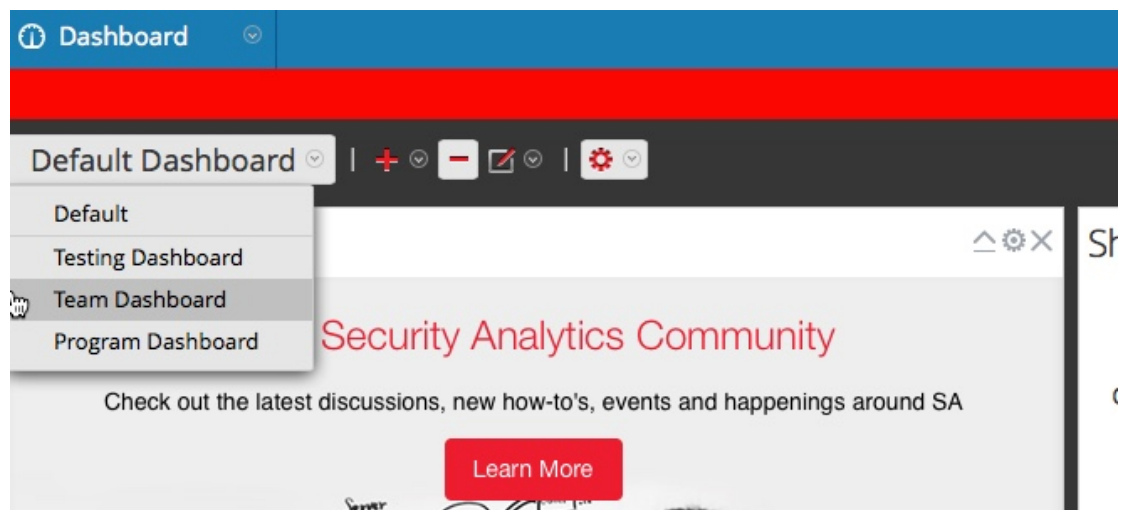 Dashboard
Default Dashboard
Default
Testing Dashboard
Team Dashboard
Program Dashboard
Security Analytics Community
Check out the latest discussions, new how-to's, events and happenings around SA
Learn More
Server